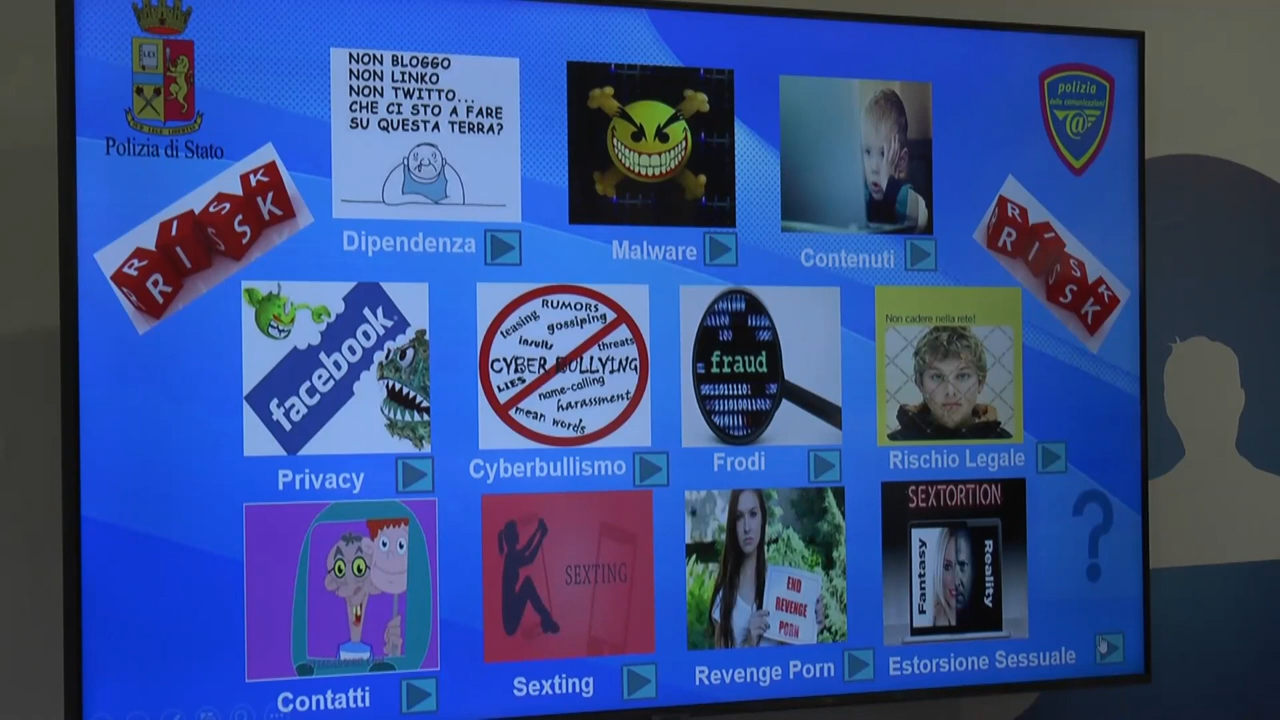 NON BLOGGO
NON LINKO
NON TWITTO...
CHE CI STO A FARE
SU QUESTA TERRA?
LEX
Polizia di Stato
polizia
delle comunicazioni
@
RISK
RISK
RISK
RISK
Dipendenza
Malware
Contenuti
facebook
RUMORS
teasing
gossiping
insults
threats
CYBER BULLYING
LIES
name-calling
harassment
mean words
fraud
Non cadere nella rete!
Privacy
Cyberbullismo
Frodi
Rischio Legale
SEXTING
END
REVENGE
PORN
SEXTORTION
Fantasy
Reality
?
Contatti
Sexting
Revenge Porn
Estorsione Sessuale